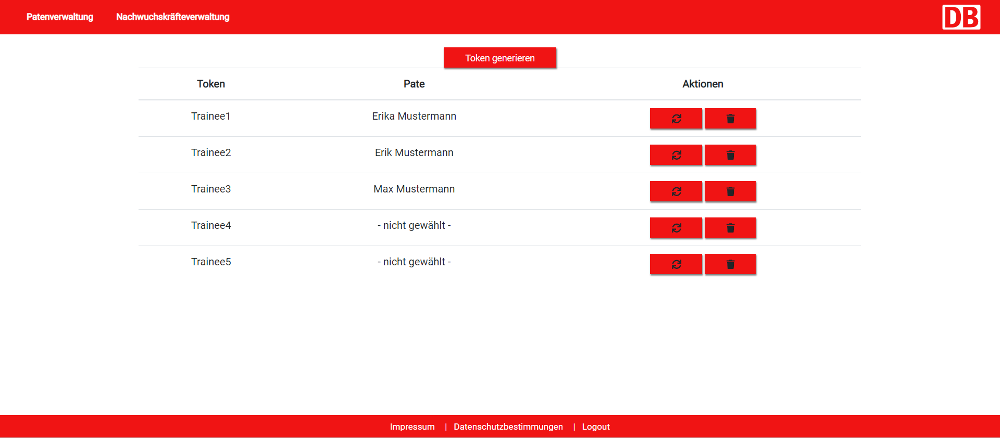 Patenverwaltung Nachwuchskräfteverwaltung DB
Token generieren
Token Pate Aktionen
Trainee1 Erika Mustermann
Trainee2 Erik Mustermann
Trainee3 Max Mustermann
Trainee4 - nicht gewählt -
Trainee5 - nicht gewählt -
Impressum | Datenschutzbestimmungen | Logout